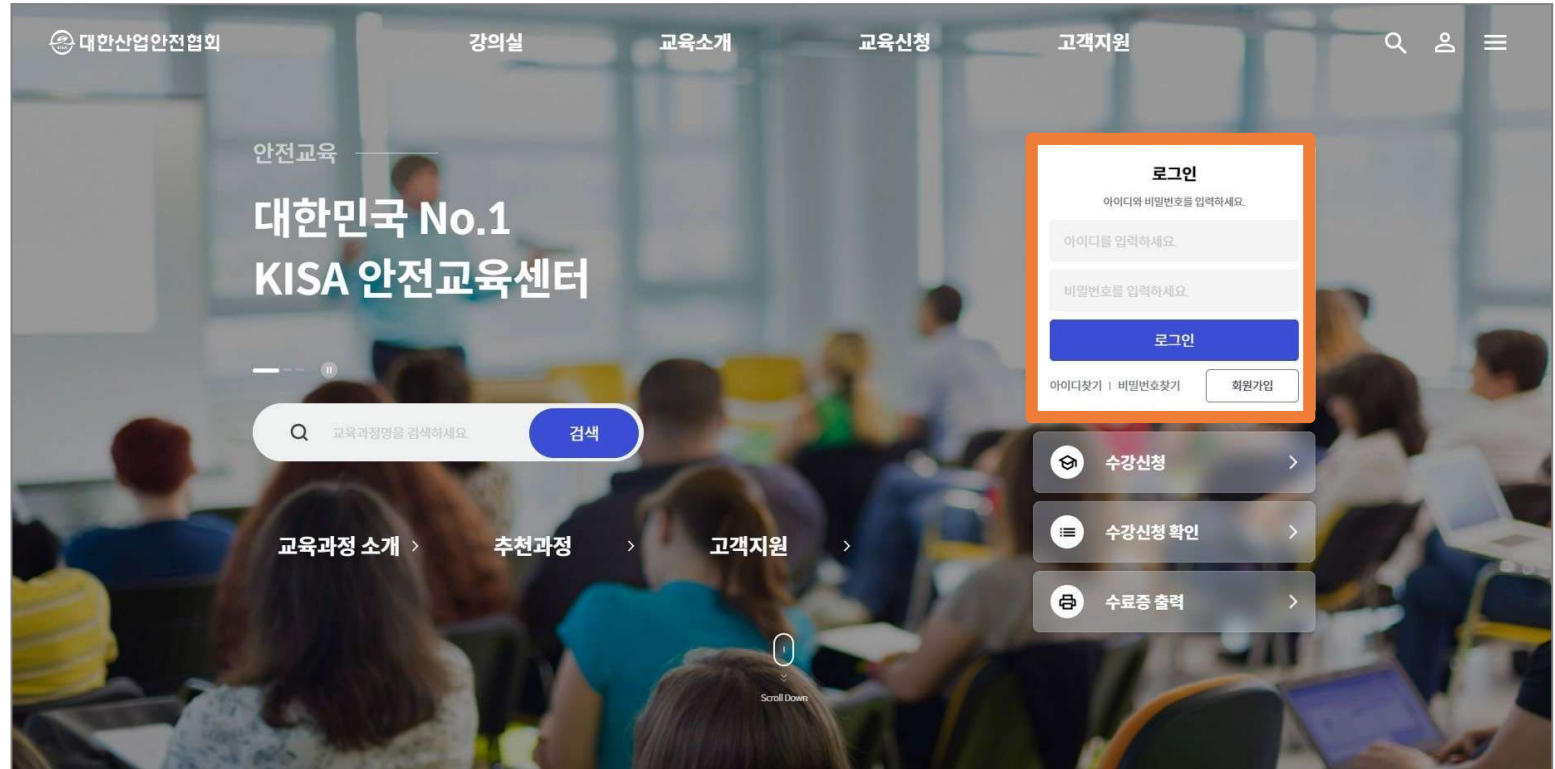 KISA 대한산업안전협회
강의실
교육소개
교육신청
고객지원
안전교육
대한민국 No.1
KISA 안전교육센터
교육과정명을 검색하세요.
검색
교육과정 소개
추천과정
고객지원
Scroll Down
로그인
아이디와 비밀번호를 입력하세요.
아이디를 입력하세요.
비밀번호를 입력하세요.
로그인
아이디찾기 | 비밀번호찾기
회원가입
수강신청
수강신청 확인
수료증 출력